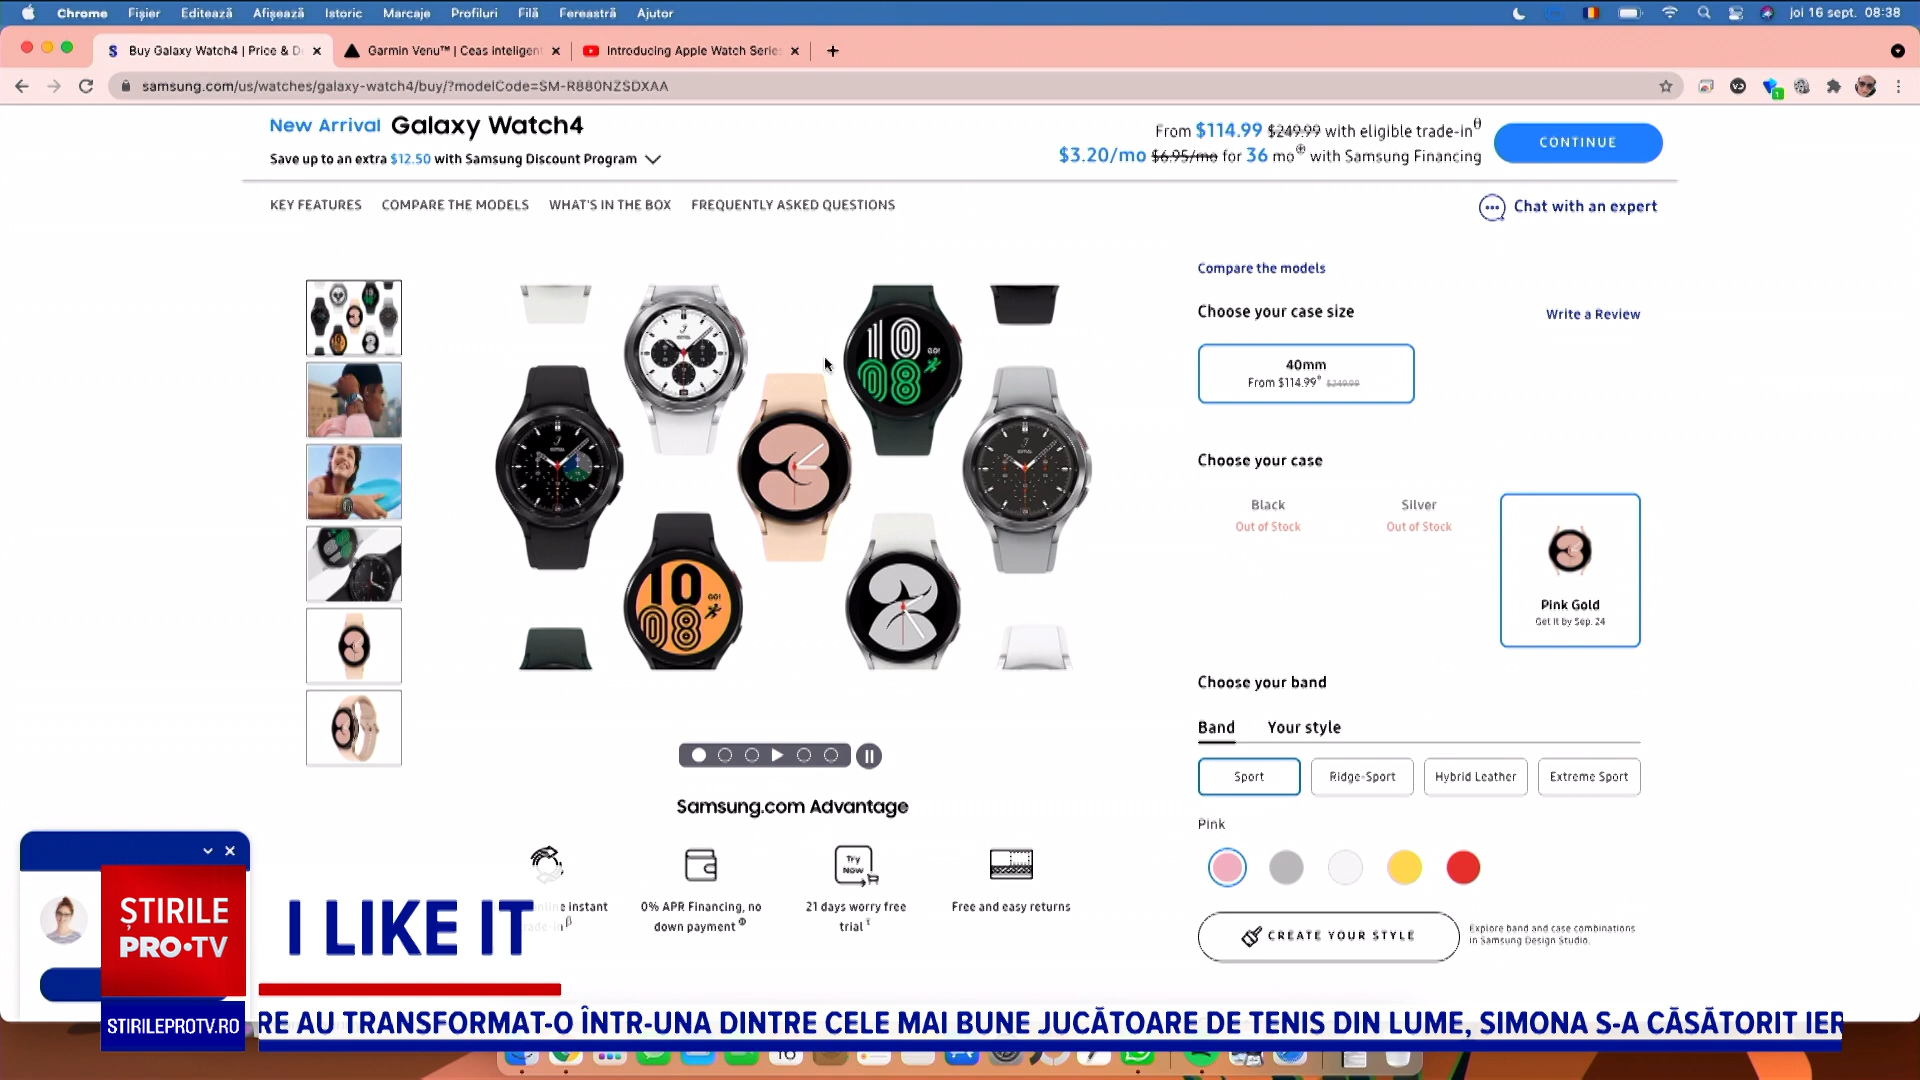 Chrome Fișier Editează Afișează Istoric Marcaje Profiluri Filă Fereastră Ajutor joi 16 sept. 08:38
Buy Galaxy Watch4 | Price & D
Garmin Venu™ | Ceas inteligen
Introducing Apple Watch Serie
samsung.com/us/watches/galaxy-watch4/buy/?modelCode=SM-R880NZSDXAA
New Arrival Galaxy Watch4
Save up to an extra $12.50 with Samsung Discount Program
From $114.99 $249.99 with eligible trade-in
$3.20/mo $6.95/mo for 36 mo with Samsung Financing
CONTINUE
KEY FEATURES COMPARE THE MODELS WHAT'S IN THE BOX FREQUENTLY ASKED QUESTIONS
Chat with an expert
Compare the models
Choose your case size
Write a Review
40mm
From $114.99 $249.99
Choose your case
Black
Out of Stock
Silver
Out of Stock
Pink Gold
Get it by Sep. 24
10
08
GO!
10
08
GO!
Choose your band
Band Your style
Sport Ridge-Sport Hybrid Leather Extreme Sport
Pink
CREATE YOUR STYLE
Explore band and case combinations
in Samsung Design Studio.
Samsung.com Advantage
Try
Now
instant
0% APR Financing, no
down payment
21 days worry free
trial
Free and easy returns
ȘTIRILE
PRO•TV
I LIKE IT
STIRILEPROTV.RO
RE AU TRANSFORMAT-O ÎNTR-UNA DINTRE CELE MAI BUNE JUCĂTOARE DE TENIS DIN LUME, SIMONA S-A CĂSĂTORIT IER